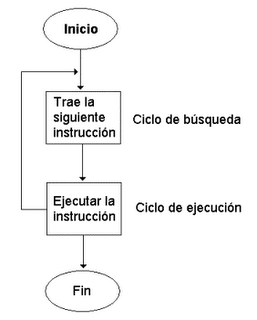 Inicio
Trae la
siguiente
instrucción
Ciclo de búsqueda
Ejecutar la
instrucción
Ciclo de ejecución
Fin